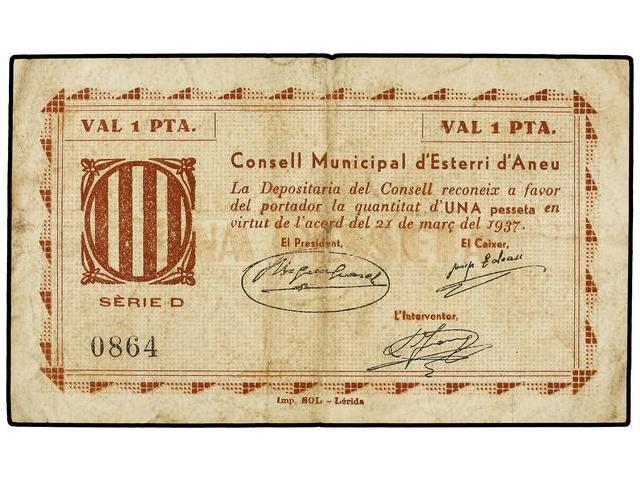 VAL 1 PTA.
VAL 1 PTA.
Consell Municipal d'Esterri d'Aneu
La Depositaria del Consell reconeix a favor
del portador la quantitat d'UNA pesseta en
virtut de l'acord del 21 de març del 1937.
El President,
El Caixer,
L'Interventor,
SÈRIE D
0864
Imp. SOL - Lérida